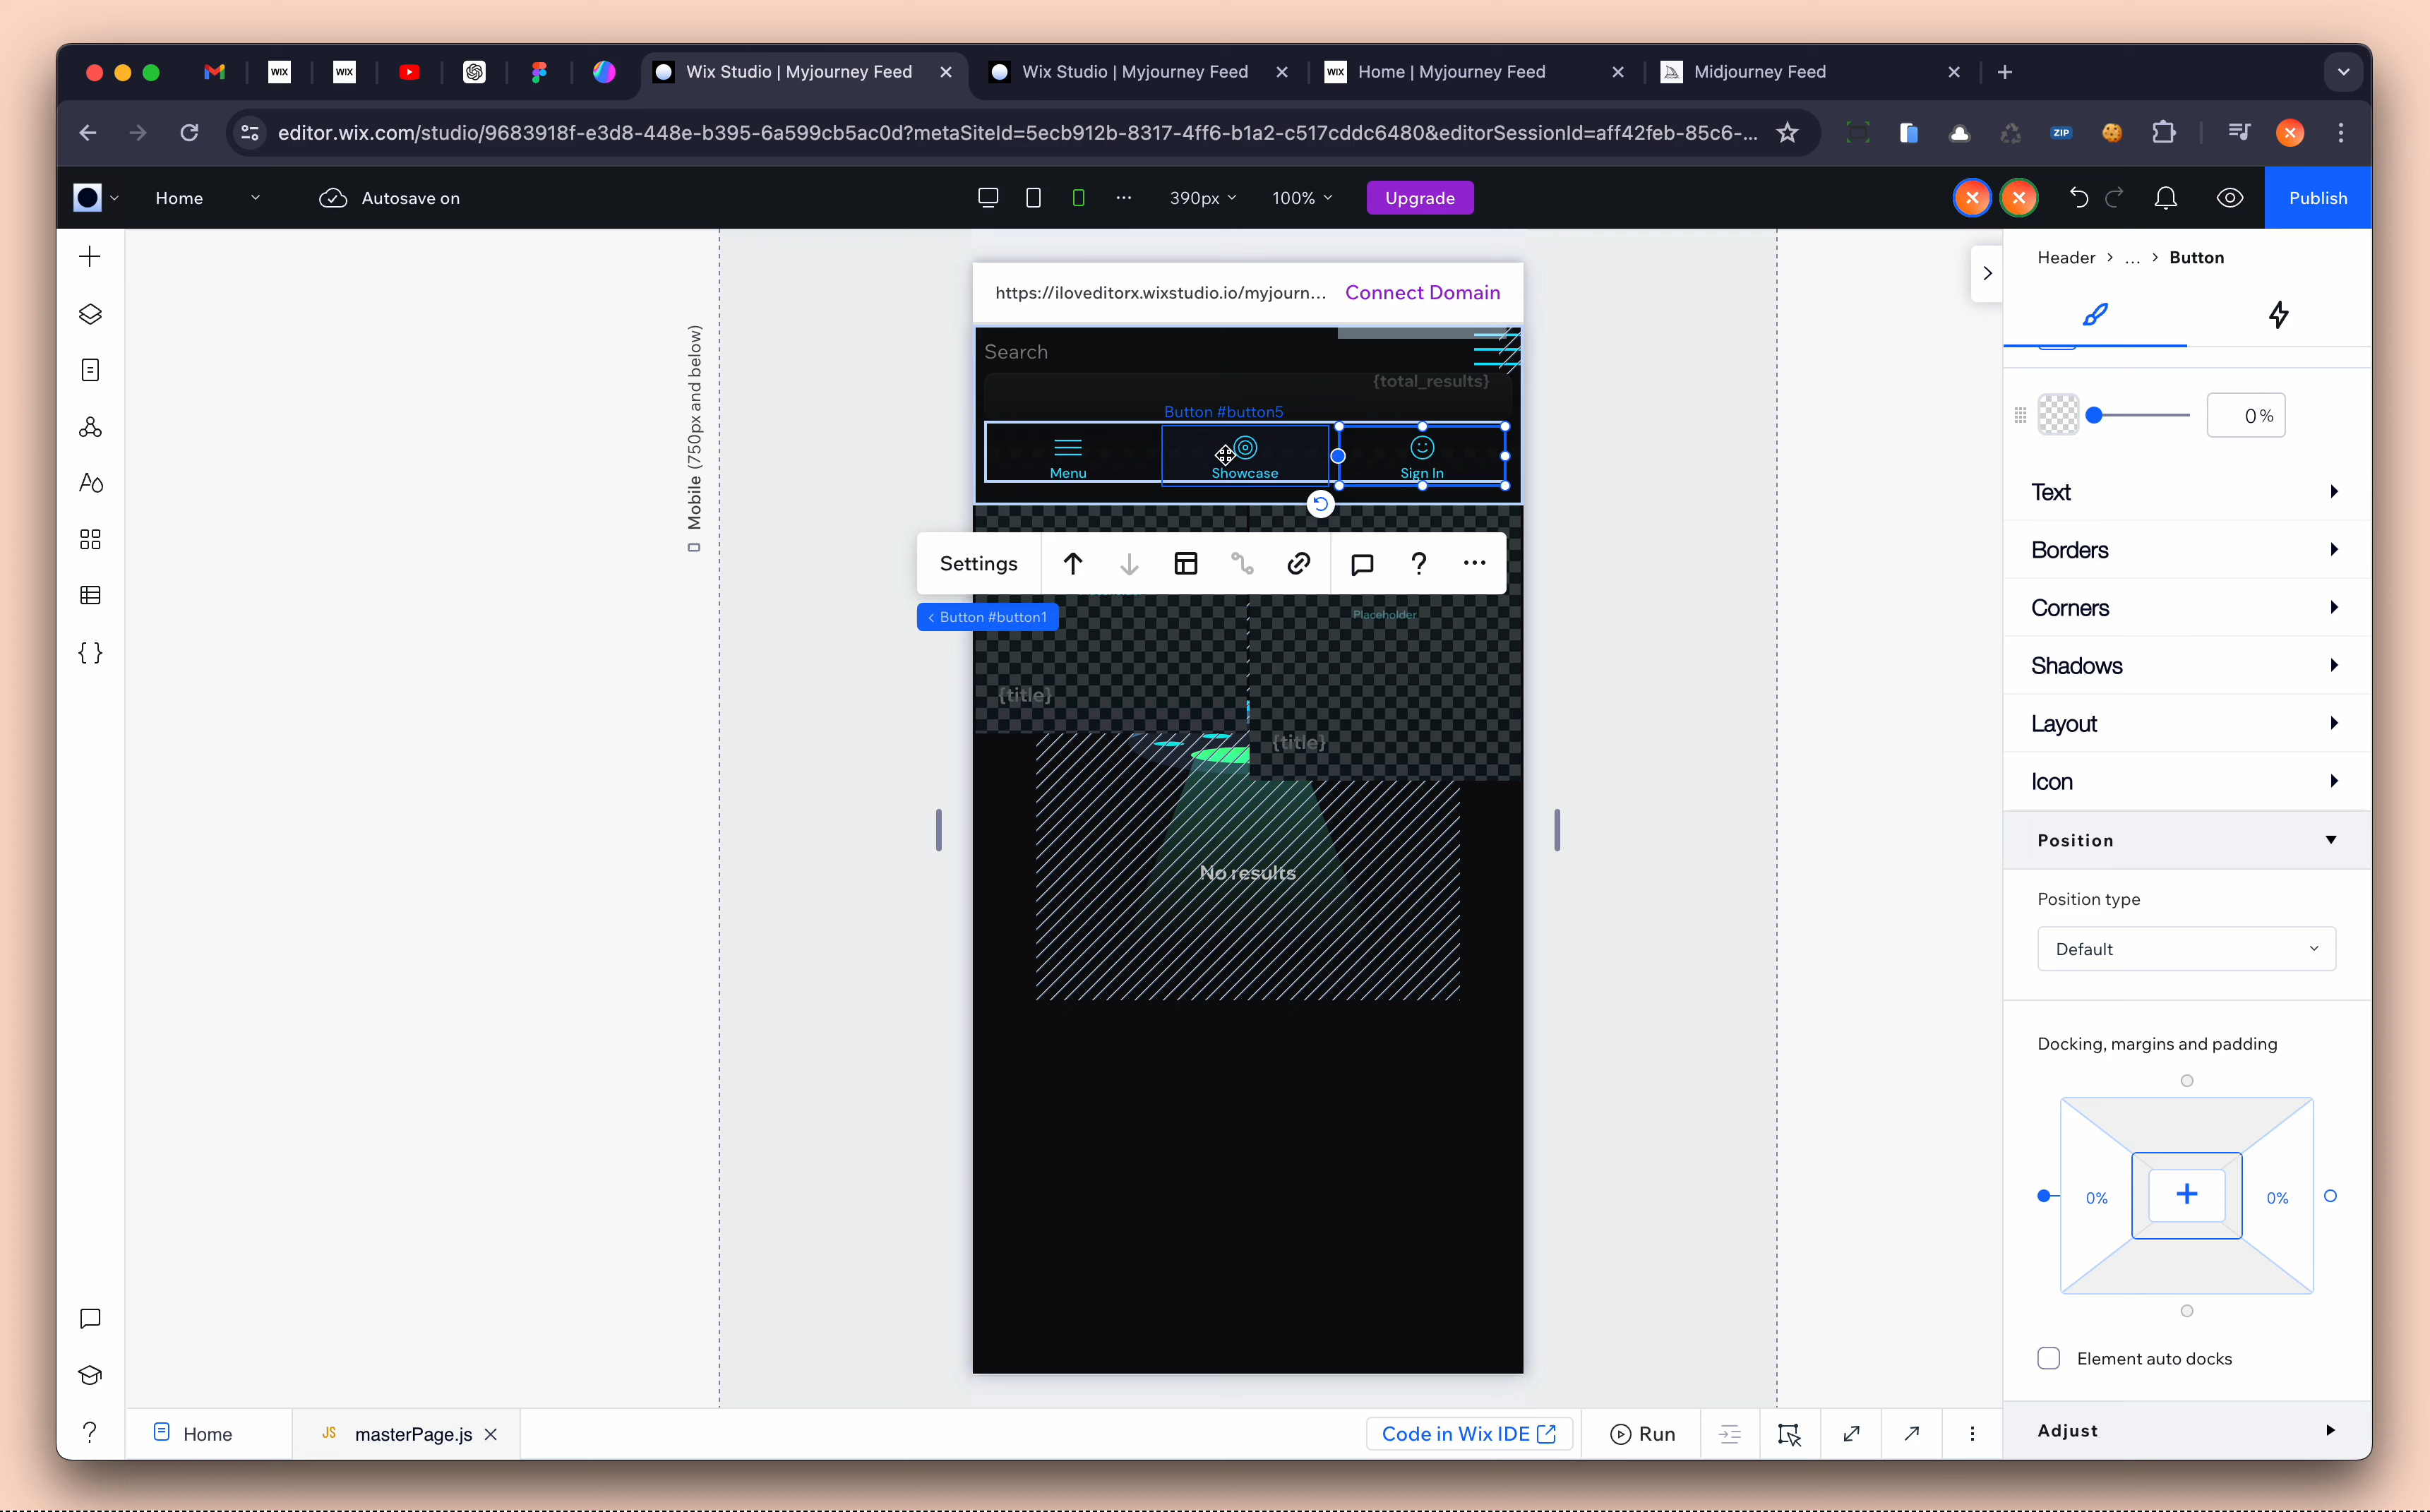 WIX
WIX
Wix Studio | Myjourney Feed
Wix Studio | Myjourney Feed
WIX Home | Myjourney Feed
Midjourney Feed
editor.wix.com/studio/9683918f-e3d8-448e-b395-6a599cb5ac0d?metaSiteId=5ecb912b-8317-4ff6-b1a2-c517cddc6480&editorSessionId=aff42feb-85c6-...
ZIP
Home
Autosave on
390px
100%
Upgrade
Publish
https://iloveditorx.wixstudio.io/myjourn...
Connect Domain
Mobile (750px and below)
Search
{total_results}
Button #button5
Menu
Showcase
Sign In
Settings
Button #button1
Placeholder
{title}
{title}
No results
Header > ... > Button
0%
Text
Borders
Corners
Shadows
Layout
Icon
Position
Position type
Default
Docking, margins and padding
0%
0%
Element auto docks
Adjust
Home
JS masterPage.js
Code in Wix IDE
Run